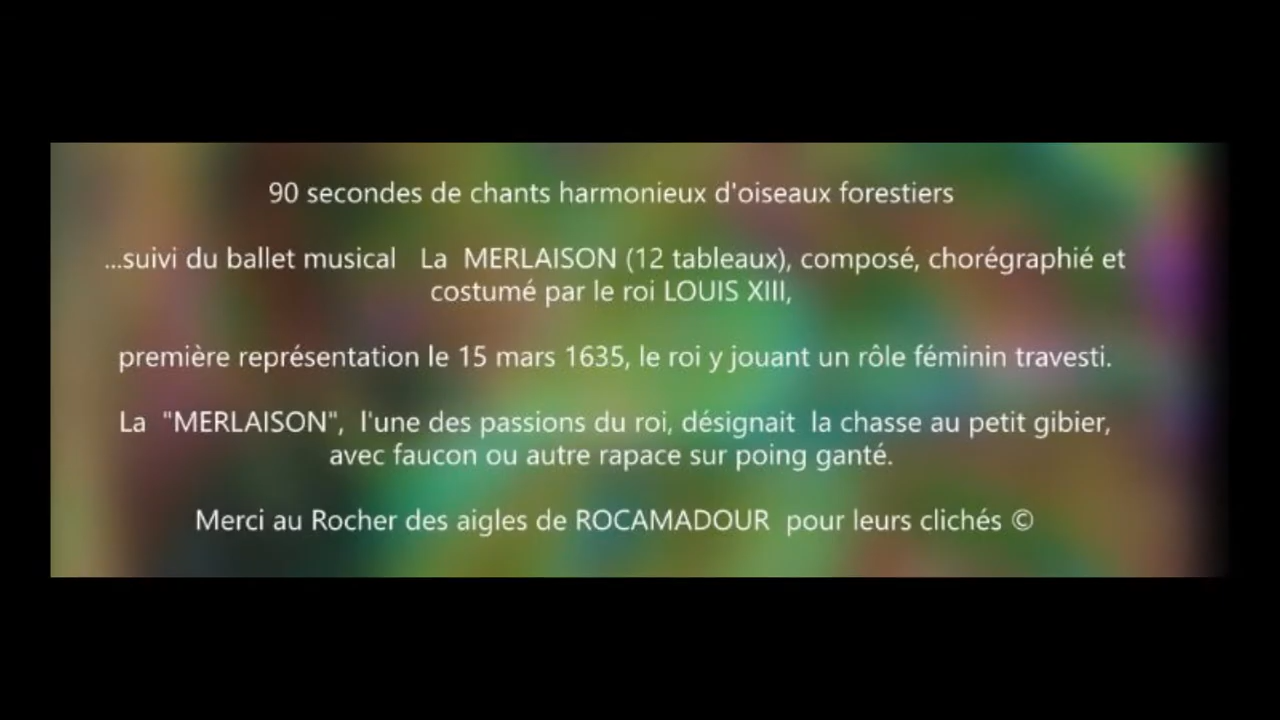 90 secondes de chants harmonieux d'oiseaux forestiers
...suivi du ballet musical La MERLAISON (12 tableaux), composé, chorégraphié et
costumé par le roi LOUIS XIII,
première représentation le 15 mars 1635, le roi y jouant un rôle féminin travesti.
La "MERLAISON", l'une des passions du roi, désignait la chasse au petit gibier,
avec faucon ou autre rapace sur poing ganté.
Merci au Rocher des aigles de ROCAMADOUR pour leurs clichés ©